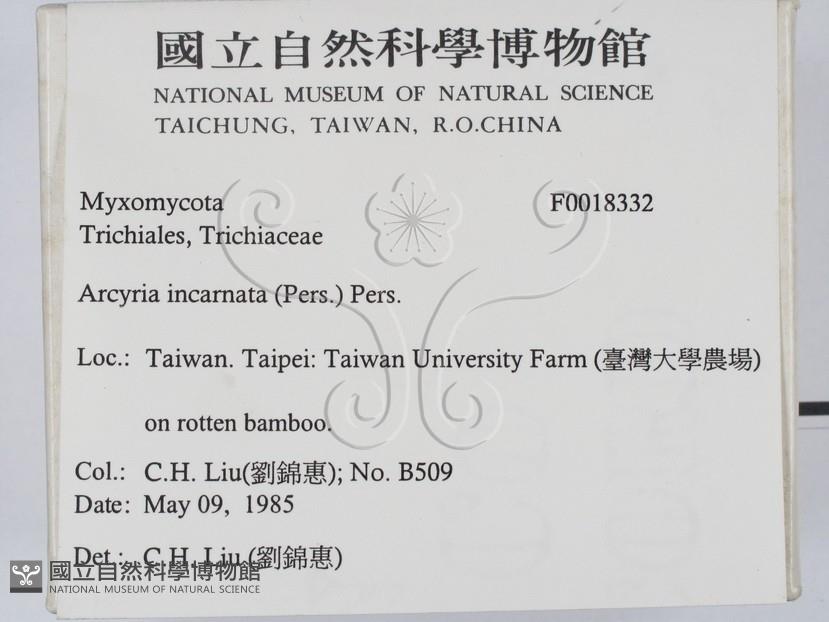 國立自然科學博物館
NATIONAL MUSEUM OF NATURAL SCIENCE
TAICHUNG, TAIWAN, R.O.CHINA
Myxomycota F0018332
Trichiales, Trichiaceae
Arcyria incarnata (Pers.) Pers.
Loc.: Taiwan. Taipei: Taiwan University Farm (臺灣大學農場)
on rotten bamboo.
Col.: C.H. Liu(劉錦惠); No. B509
Date: May 09, 1985
Det.: C.H. Liu (劉錦惠)
國立自然科學博物館
NATIONAL MUSEUM OF NATURAL SCIENCE